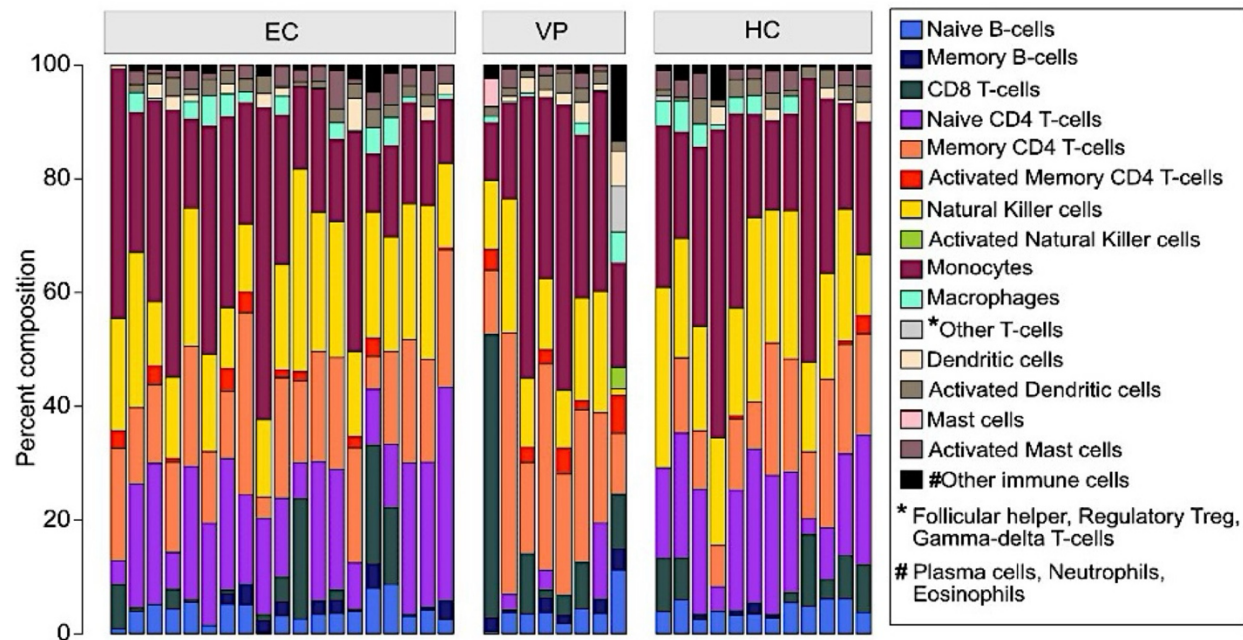 EC
VP
HC
Percent composition
100
80
60
40
20
0
Naive B-cells
Memory B-cells
CD8 T-cells
Naive CD4 T-cells
Memory CD4 T-cells
Activated Memory CD4 T-cells
Natural Killer cells
Activated Natural Killer cells
Monocytes
Macrophages
*Other T-cells
Dendritic cells
Activated Dendritic cells
Mast cells
Activated Mast cells
#Other immune cells
* Follicular helper, Regulatory Treg,
Gamma-delta T-cells
# Plasma cells, Neutrophils,
Eosinophils